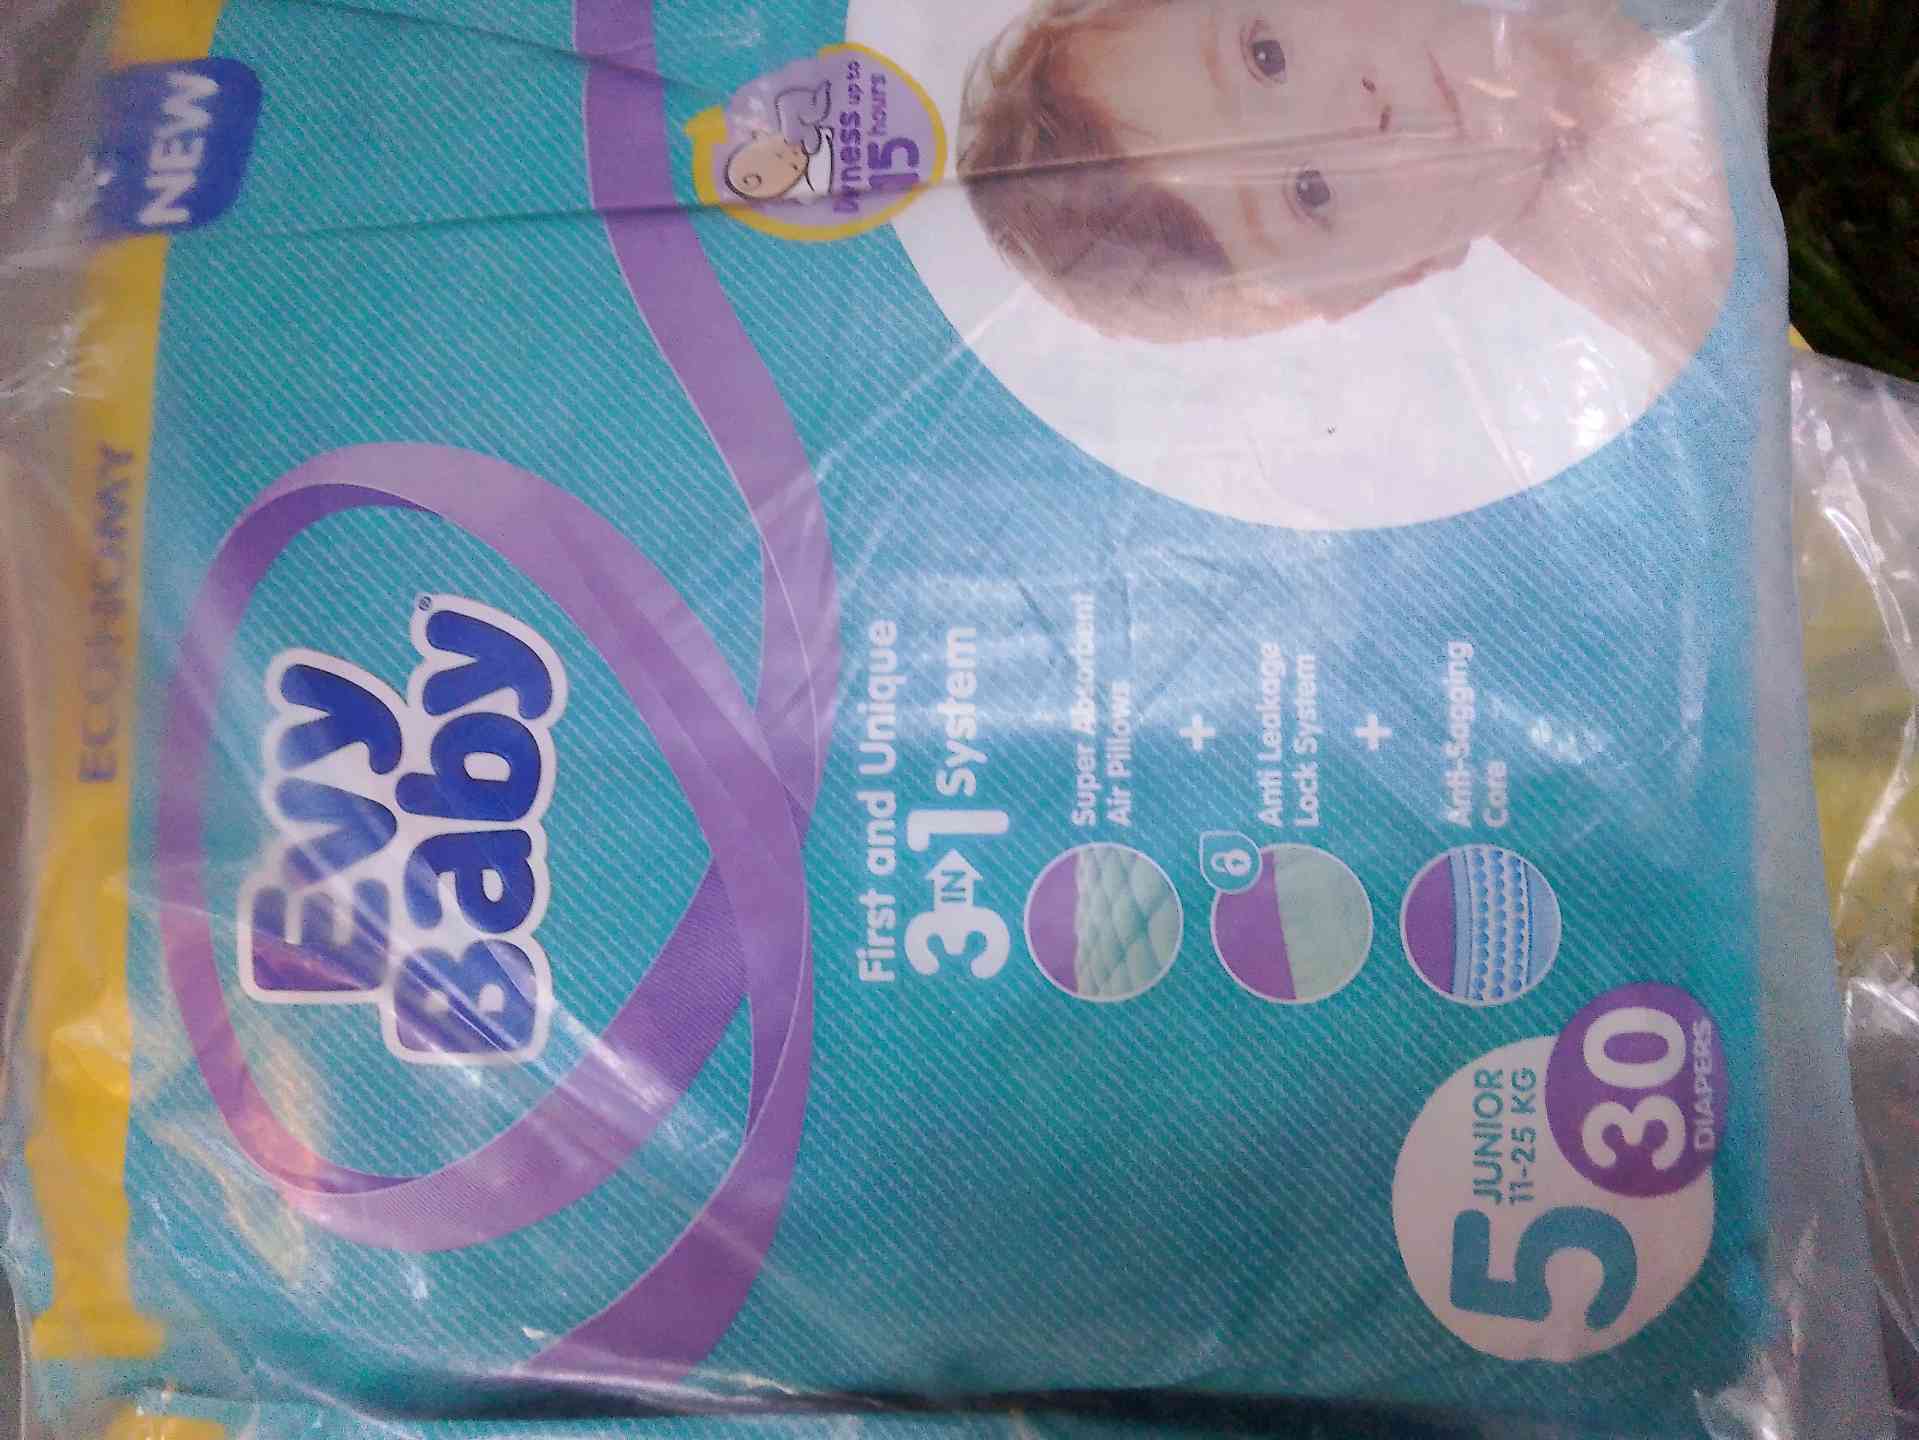 ECONOMY
NEW
Evy
Baby®
Dryness up to
15 hours
First and Unique
3 IN 1 System
Super Absorbent
Air Pillows
+
Anti Leakage
Lock System
+
Anti-Sagging
Care
5
JUNIOR
11-25 KG
30
DIAPERS